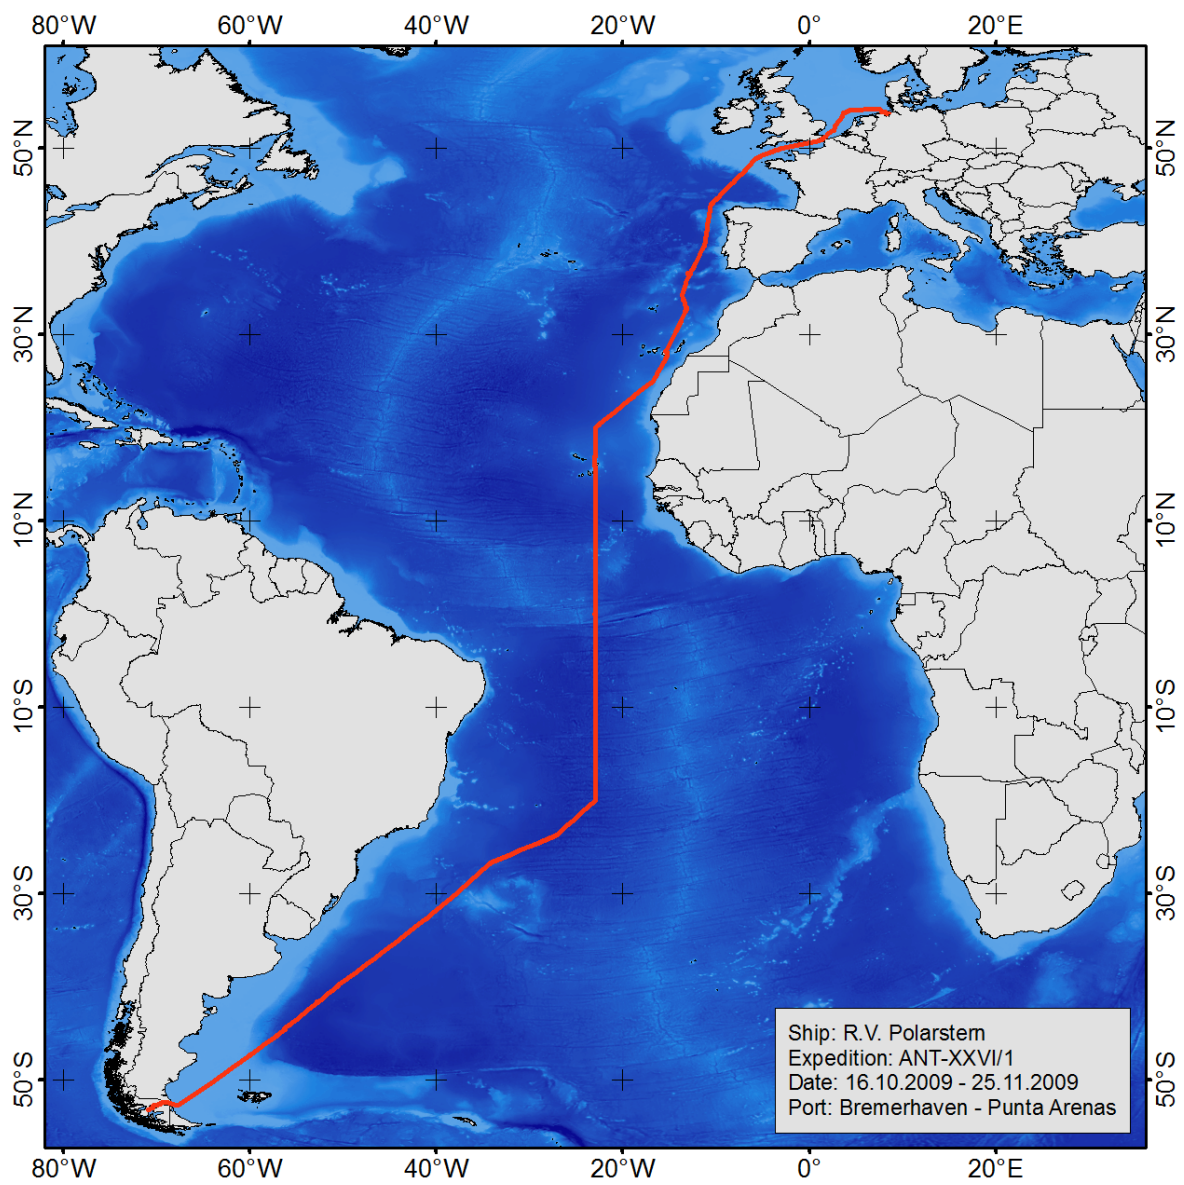 80°W 60°W 40°W 20°W 0° 20°E
50°N 50°N
30°N 30°N
10°N 10°N
10°S 10°S
30°S 30°S
50°S 50°S
Ship: R.V. Polarstern
Expedition: ANT-XXVI/1
Date: 16.10.2009 - 25.11.2009
Port: Bremerhaven - Punta Arenas
80°W 60°W 40°W 20°W 0° 20°E